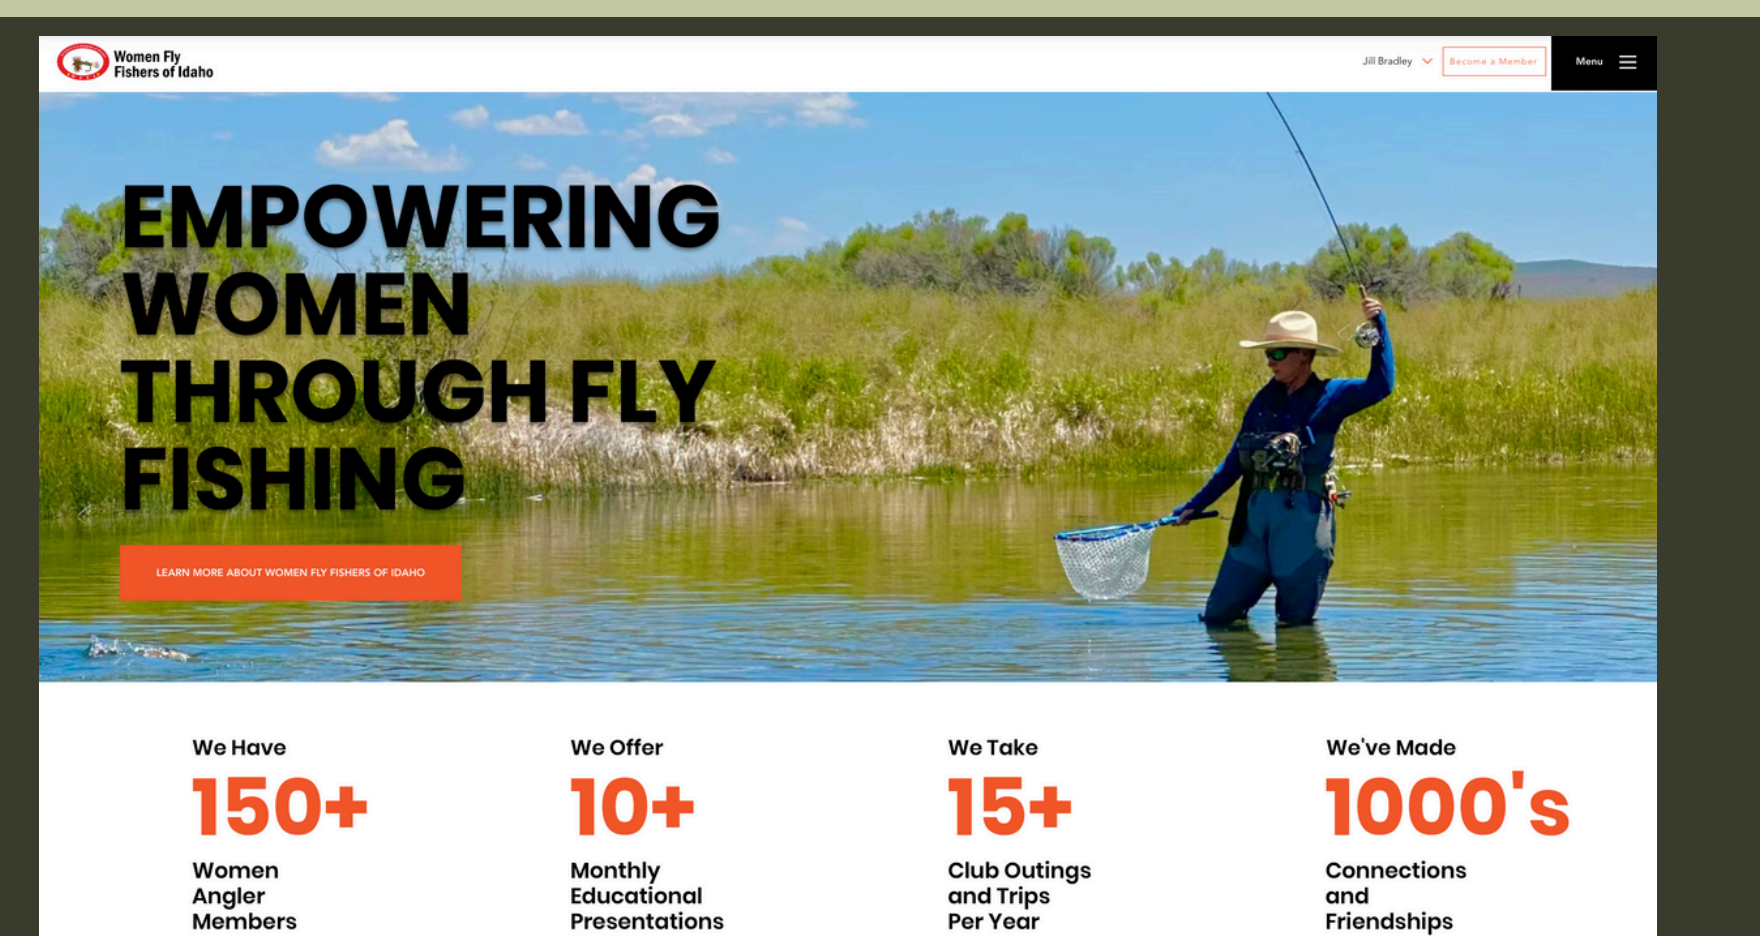 Women Fly
Fishers of Idaho
Jill Bradley
Become a Member
Menu
EMPOWERING
WOMEN
THROUGH FLY
FISHING
LEARN MORE ABOUT WOMEN FLY FISHERS OF IDAHO
We Have
150+
Women
Angler
Members
We Offer
10+
Monthly
Educational
Presentations
We Take
15+
Club Outings
and Trips
Per Year
We've Made
1000's
Connections
and
Friendships